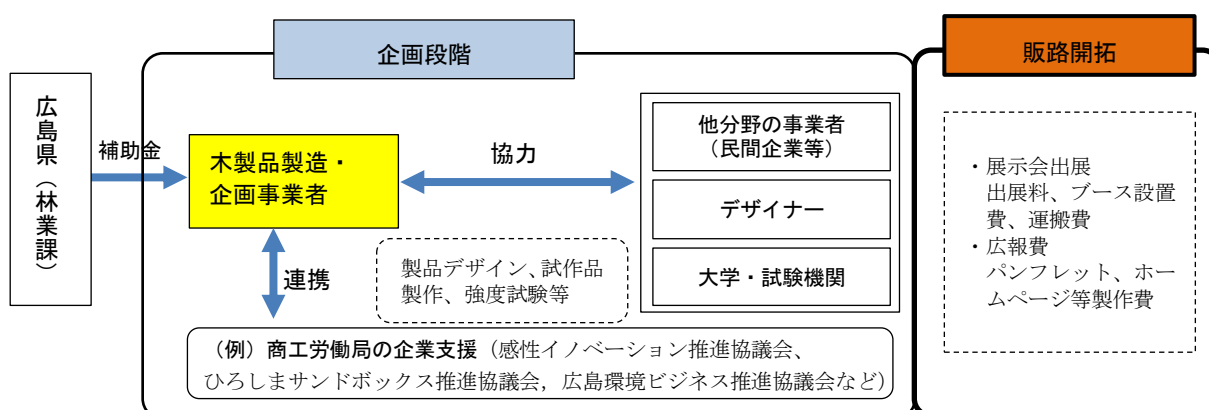 企画段階
販路開拓
広島県（林業課）
補助金
木製品製造・
企画事業者
協力
他分野の事業者
（民間企業等）
デザイナー
大学・試験機関
連携
製品デザイン、試作品
製作、強度試験等
（例）商工労働局の企業支援（感性イノベーション推進協議会、
ひろしまサンドボックス推進協議会，広島環境ビジネス推進協議会など）
・展示会出展
出展料、ブース設置
費、運搬費
・広報費
パンフレット、ホー
ムページ等製作費